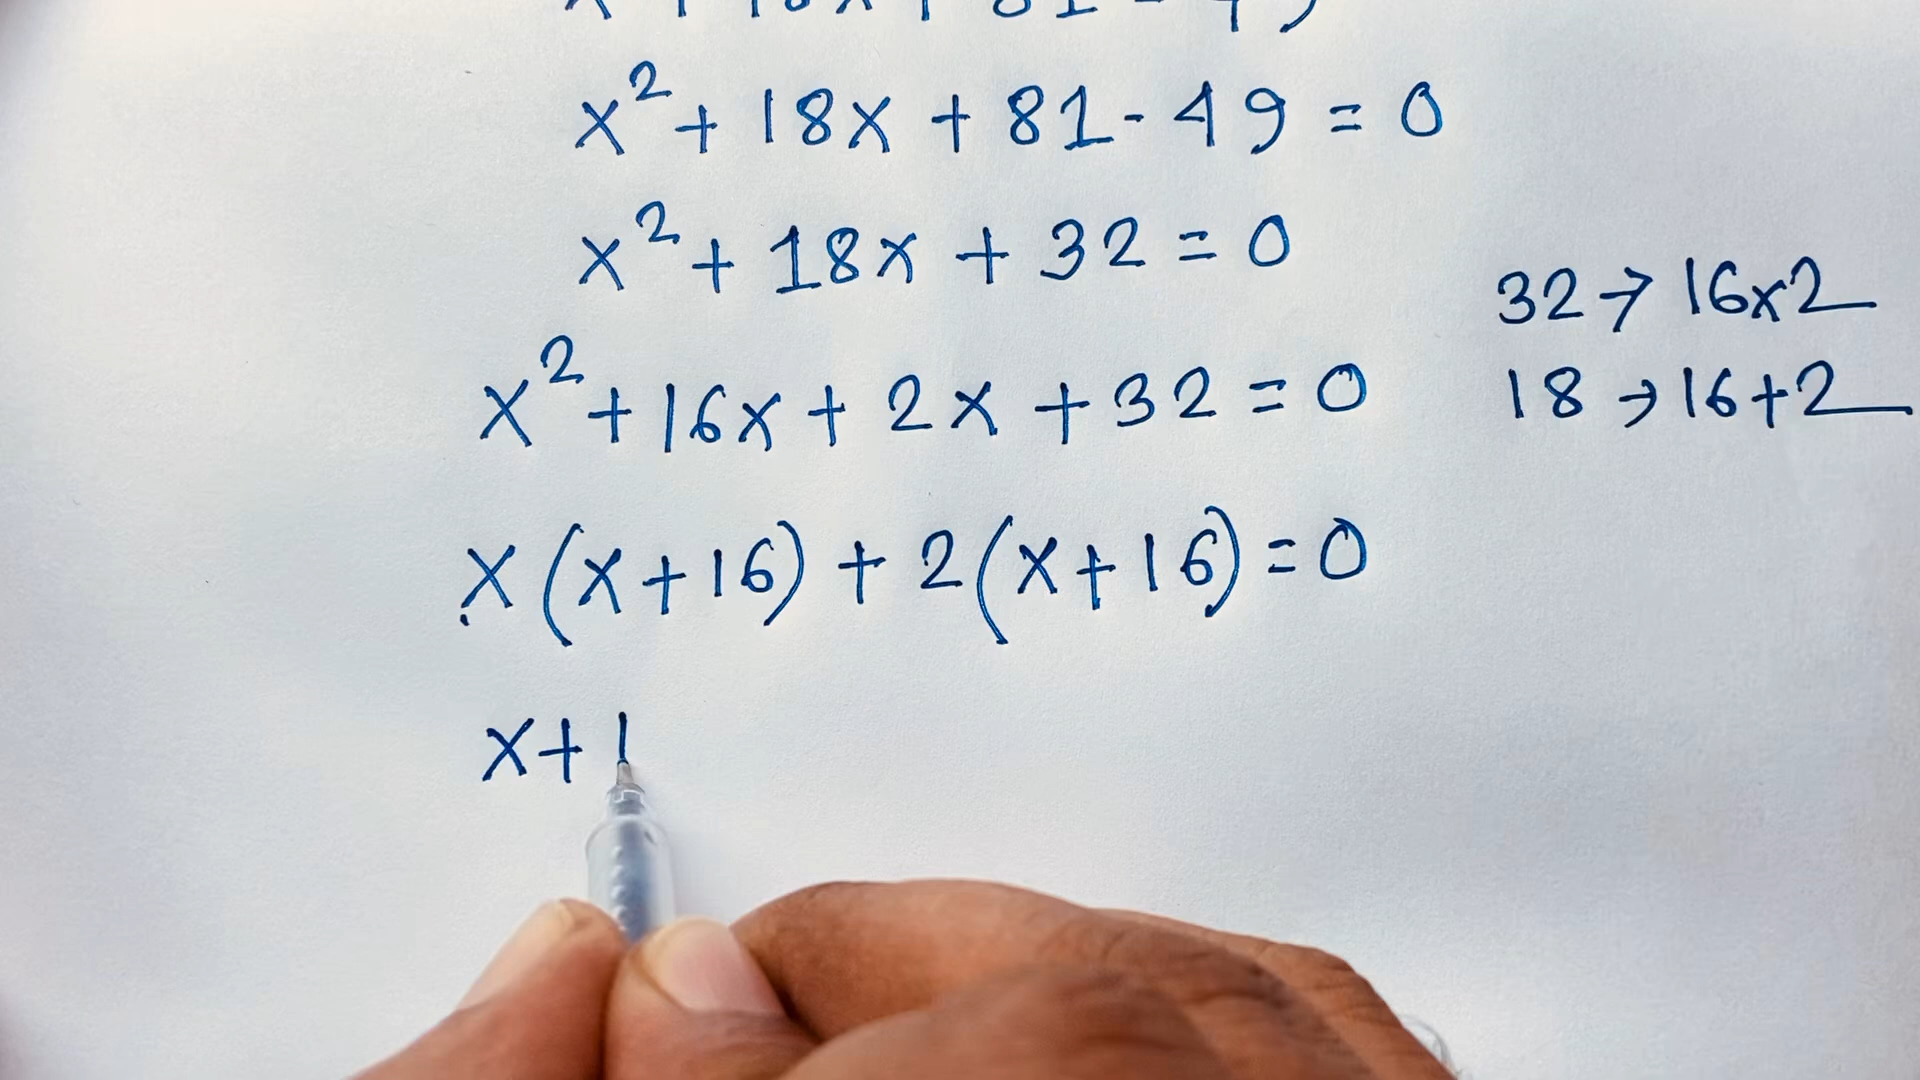 x² + 18x + 81 - 49 = 0
x² + 18x + 32 = 0
32 → 16x2
x² + 16x + 2x + 32 = 0
18 → 16+2
x(x+16) + 2(x+16) = 0
x+1